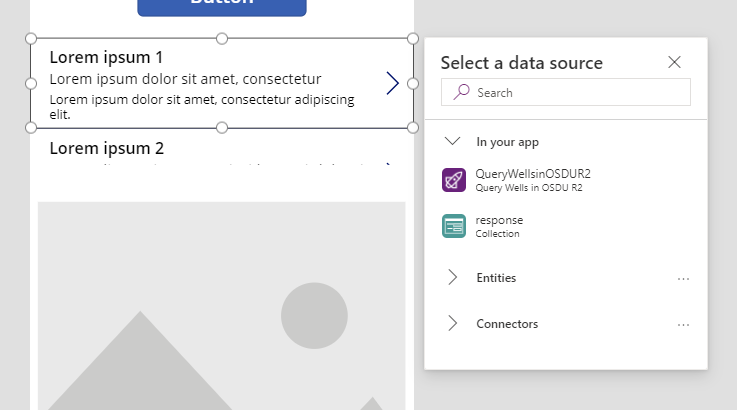 Button
Lorem ipsum 1
Lorem ipsum dolor sit amet, consectetur
Lorem ipsum dolor sit amet, consectetur adipiscing
elit.
Lorem ipsum 2
Select a data source
Search
In your app
QueryWellsinOSDUR2
Query Wells in OSDU R2
response
Collection
Entities
Connectors